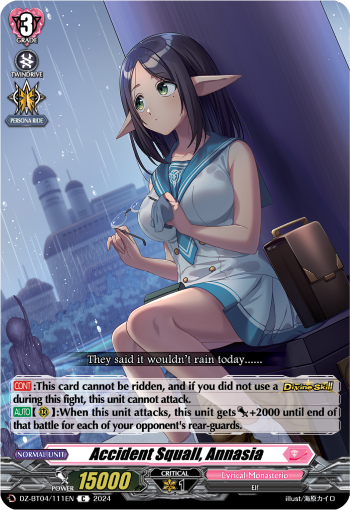 3
GRADE
TWINDRIVE
PERSONA RIDE
They said it wouldn't rain today......
CONT:This card cannot be ridden, and if you did not use a Divine Skill
during this fight, this unit cannot attack.
AUTO( R ):When this unit attacks, this unit gets +2000 until end
of that battle for each of your opponent's rear-guards.
NORMAL UNIT
Accident Squall, Annasia
POWER 15000
CRITICAL
1
Lyrical Monasterio
Elf
DZ-BT04/111EN C 2024
illust/海原カイロ